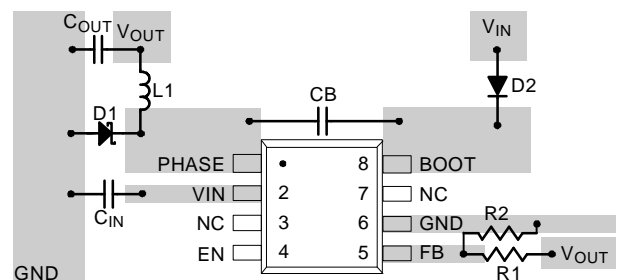 COUT
VOUT
VIN
L1
D2
D1
CB
PHASE
8
BOOT
VIN
2
7
NC
CIN
NC
3
6
GND
R2
EN
4
5
FB
VOUT
R1
GND